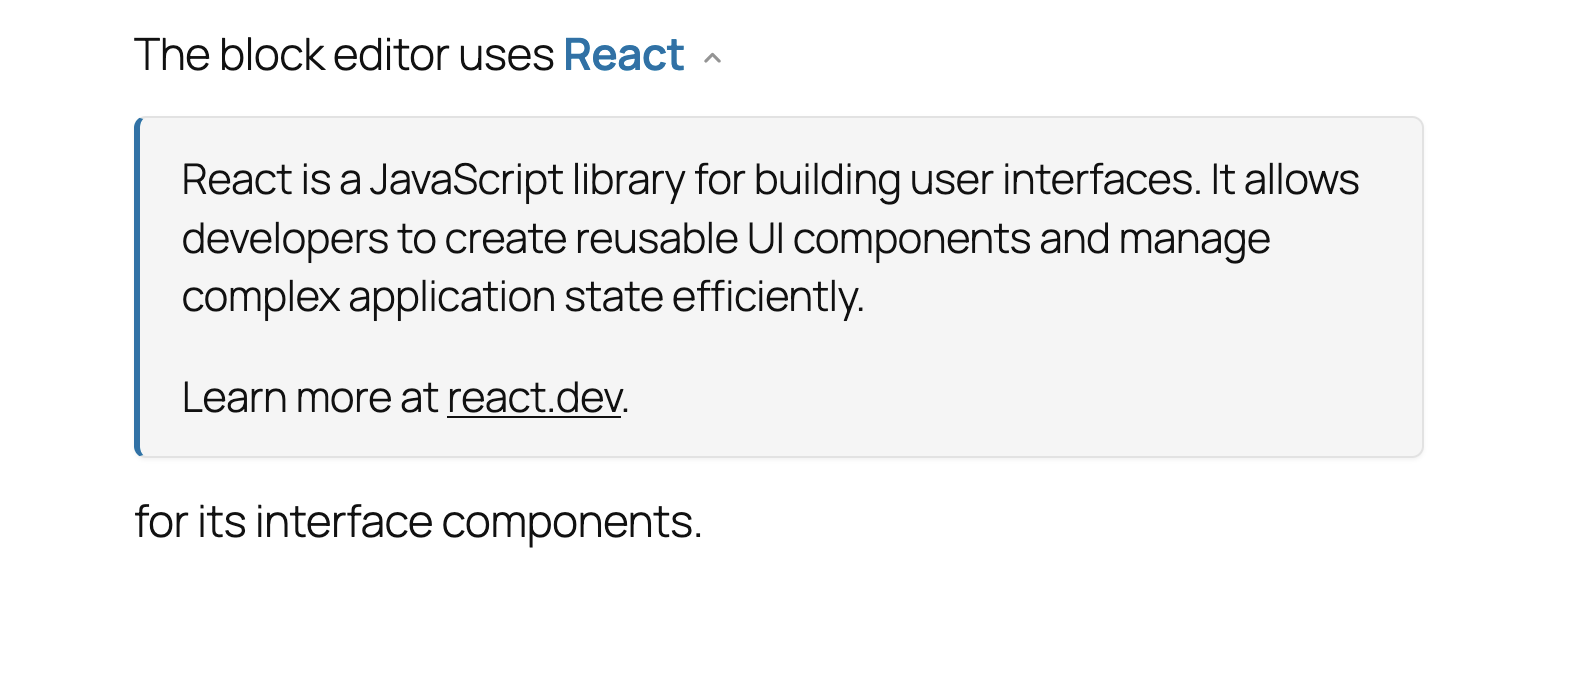 The block editor uses React
React is a JavaScript library for building user interfaces. It allows
developers to create reusable UI components and manage
complex application state efficiently.
Learn more at react.dev.
for its interface components.